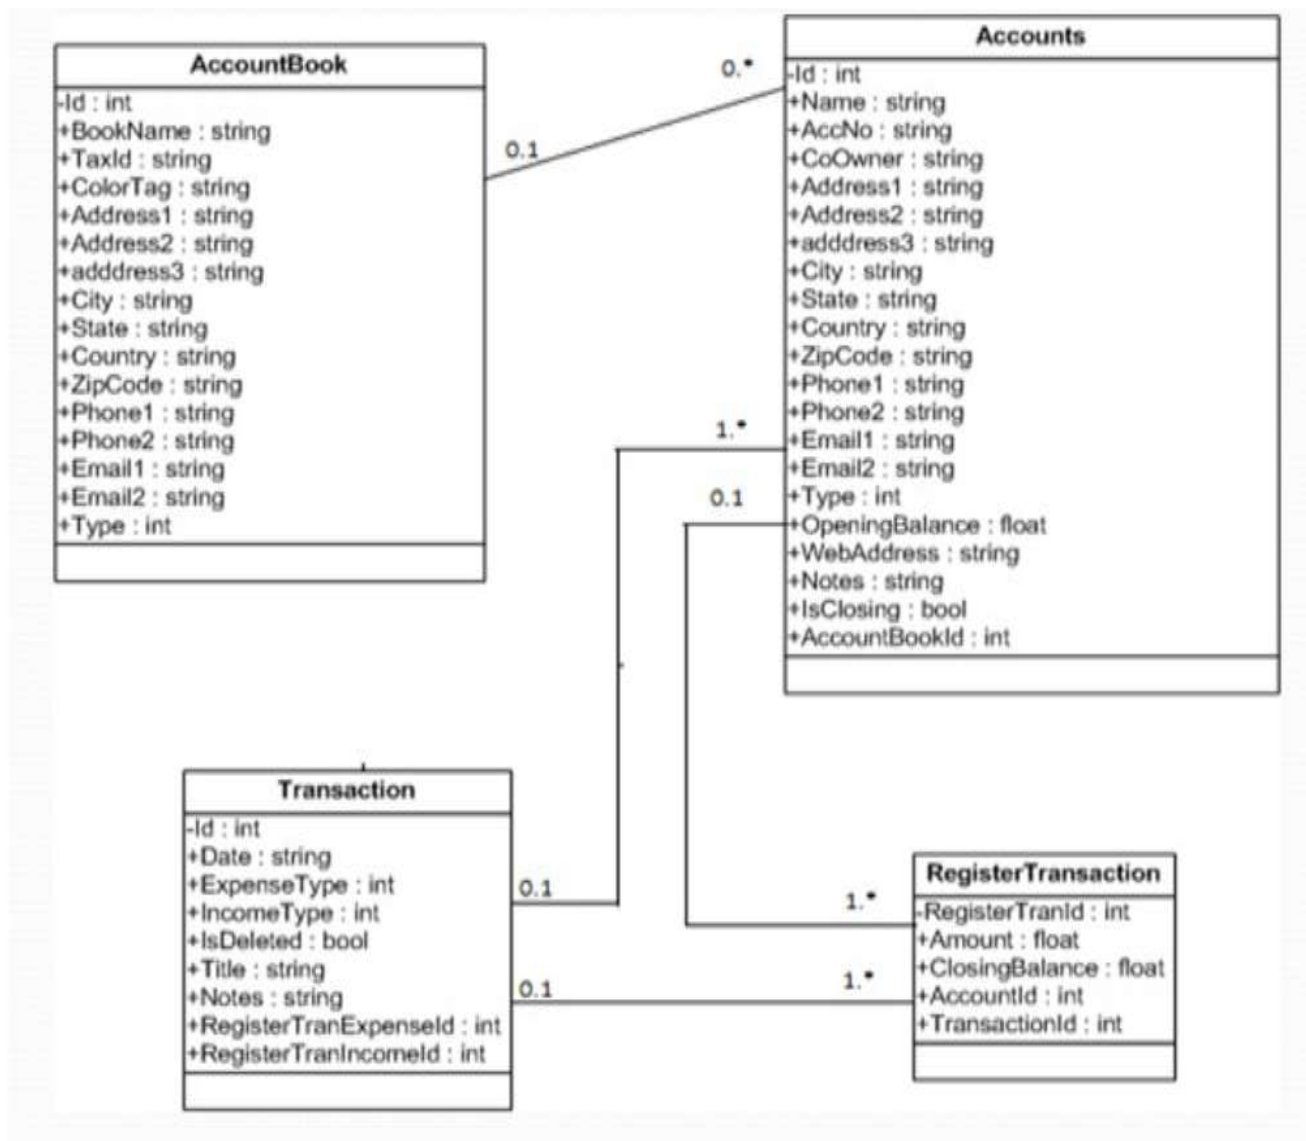 AccountBook
-Id : int
+BookName : string
+TaxId : string
+ColorTag : string
+Address1 : string
+Address2 : string
+adddress3 : string
+City : string
+State : string
+Country : string
+ZipCode : string
+Phone1 : string
+Phone2 : string
+Email1 : string
+Email2 : string
+Type : int
0.1
0.*
Accounts
-Id : int
+Name : string
+AccNo : string
+CoOwner : string
+Address1 : string
+Address2 : string
+adddress3 : string
+City : string
+State : string
+Country : string
+ZipCode : string
+Phone1 : string
+Phone2 : string
+Email1 : string
+Email2 : string
+Type : int
+OpeningBalance : float
+WebAddress : string
+Notes : string
+IsClosing : bool
+AccountBookId : int
1.*
0.1
Transaction
-Id : int
+Date : string
+ExpenseType : int
+IncomeType : int
+IsDeleted : bool
+Title : string
+Notes : string
+RegisterTranExpenseId : int
+RegisterTranIncomeId : int
0.1
0.1
1.*
1.*
RegisterTransaction
-RegisterTranId : int
+Amount : float
+ClosingBalance : float
+AccountId : int
+TransactionId : int